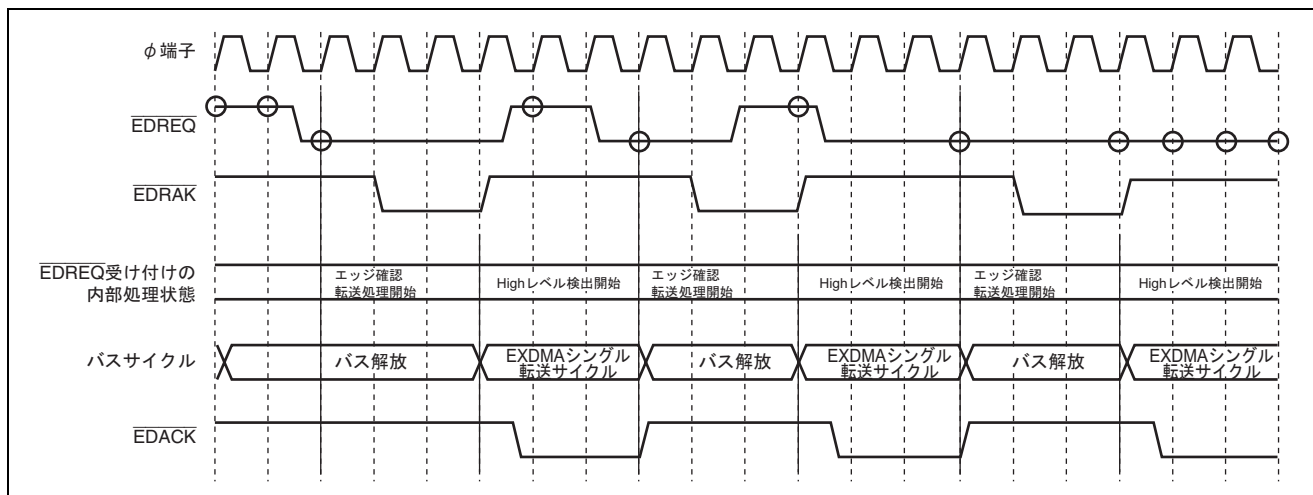 φ端子
EDREQ
EDRAK
EDREQ受け付けの
内部処理状態
エッジ確認
転送処理開始
Highレベル検出開始
エッジ確認
転送処理開始
Highレベル検出開始
エッジ確認
転送処理開始
Highレベル検出開始
バスサイクル
バス解放
EXDMAシングル
転送サイクル
バス解放
EXDMAシングル
転送サイクル
バス解放
EXDMAシングル
転送サイクル
EDACK